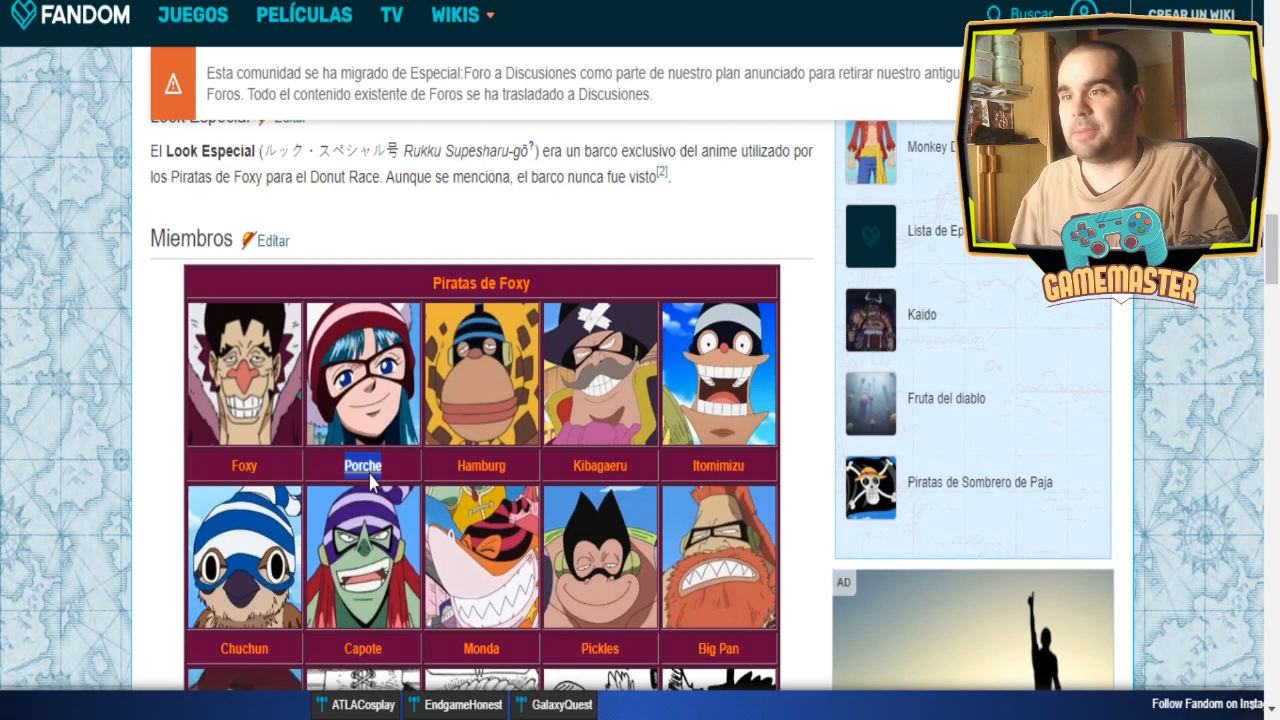 FANDOM JUEGOS PELÍCULAS TV WIKIS Buscar CREAR UN WIKI
Esta comunidad se ha migrado de Especial:Foro a Discusiones como parte de nuestro plan anunciado para retirar nuestro antigu
Foros. Todo el contenido existente de Foros se ha trasladado a Discusiones.
Look Especial Editar
El Look Especial (ルック・スペシャル号 Rukku Supesharu-gō?) era un barco exclusivo del anime utilizado por
los Piratas de Foxy para el Donut Race. Aunque se menciona, el barco nunca fue visto[2].
Miembros Editar
Piratas de Foxy
Foxy Porche Hamburg Kibagaeru Itomimizu
Chuchun Capote Monda Pickles Big Pan
Monkey D
Lista de Ep
Kaido
Fruta del diablo
Piratas de Sombrero de Paja
AD
GAMEMASTER
ATLACosplay EndgameHonest GalaxyQuest Follow Fandom on Insta